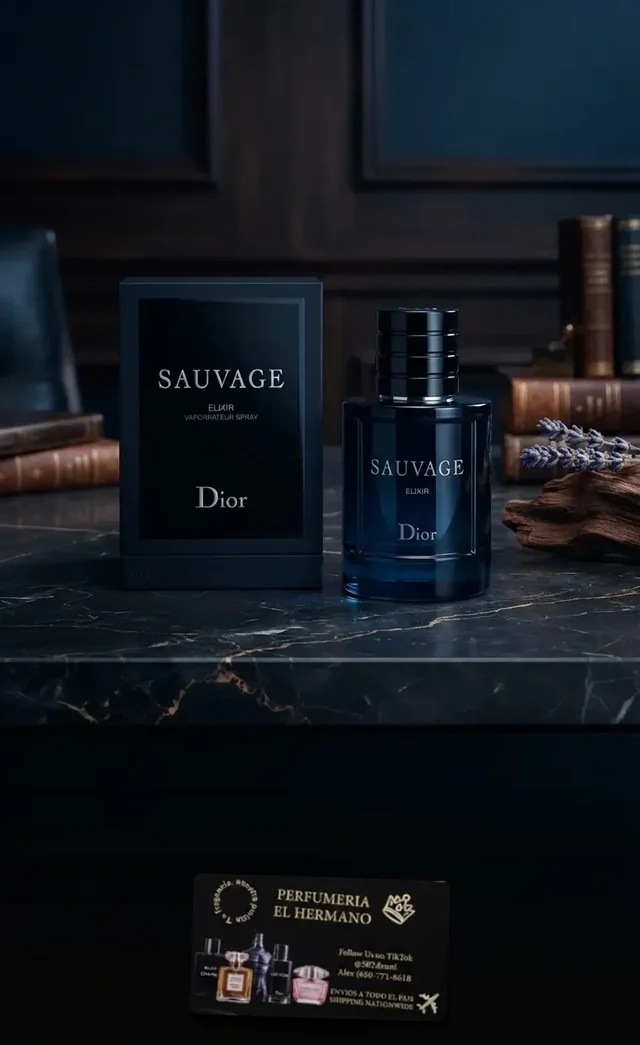 SAUVAGE
ELIXIR
VAPORRATEUR SPRAY
Dior
SAUVAGE
ELIXIR
Dior
PERFUMERIA
EL HERMANO
Follow Us on TikTok
Alex (650-771-8618
ENVIOS A TODO EL PAIS
SHIPPING NATIONWIDE